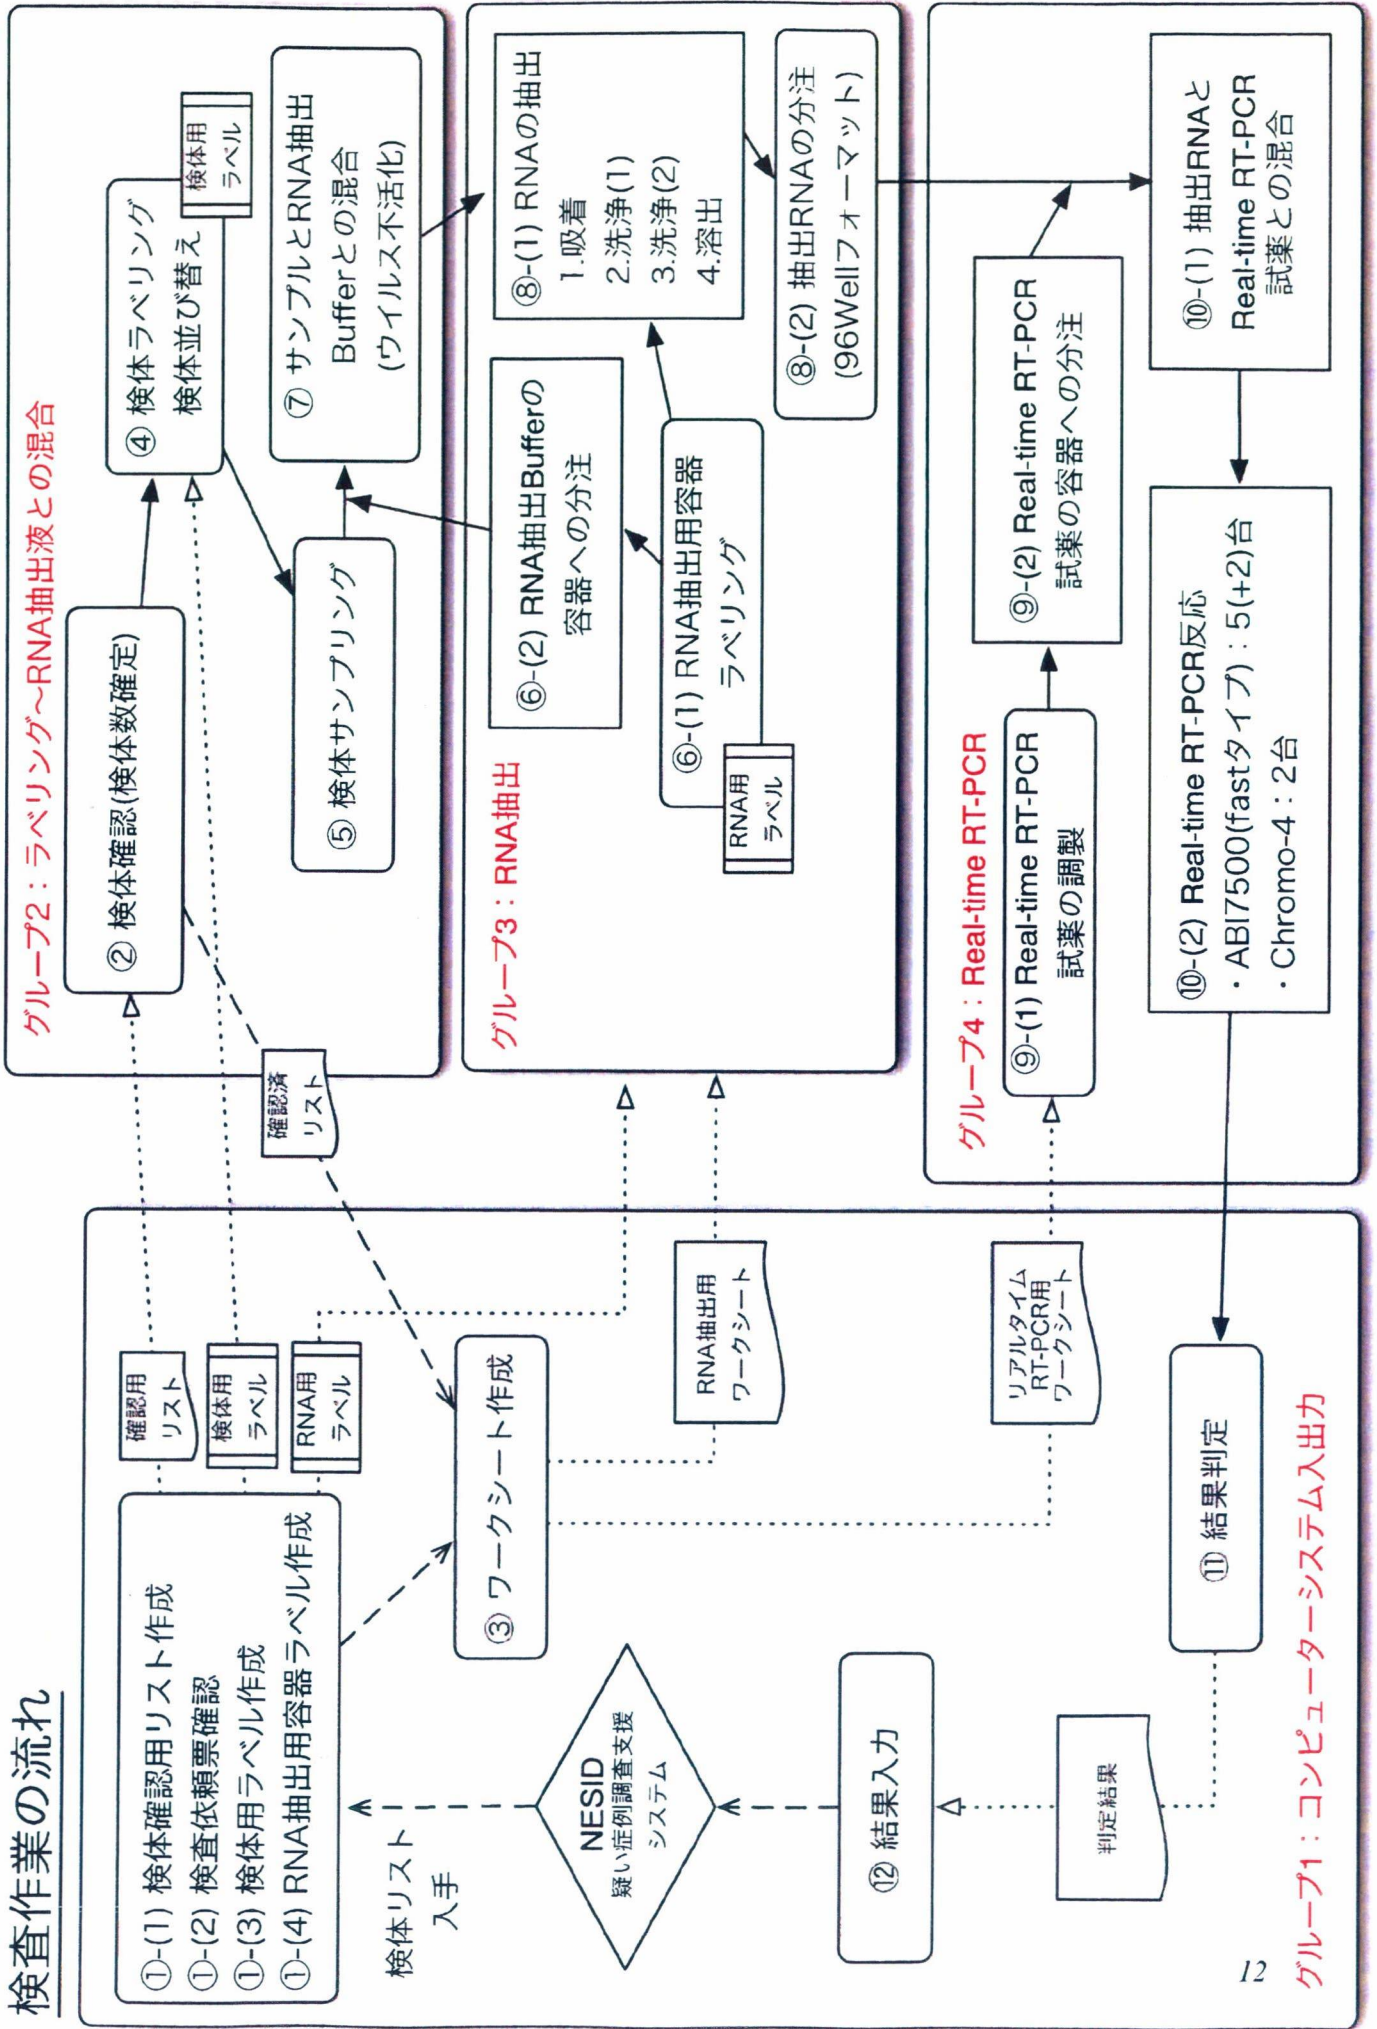 検査作業の流れ
①-(1) 検体確認用リスト作成
①-(2) 検査依頼票確認
①-(3) 検体用ラベル作成
①-(4) RNA抽出用容器ラベル作成
確認用
リスト
検体用
ラベル
RNA用
ラベル
検体リスト
入手
NESID
疑い症例調査支援
システム
③ ワークシート作成
確認済
リスト
RNA抽出用
ワークシート
リアルタイム
RT-PCR用
ワークシート
⑫ 結果入力
判定結果
⑪ 結果判定
グループ1：コンピューターシステム入出力
グループ2：ラベリング〜RNA抽出液との混合
② 検体確認(検体数確定)
④ 検体ラベリング
検体並び替え
検体用
ラベル
⑤ 検体サンプリング
⑦ サンプルとRNA抽出
Bufferとの混合
(ウイルス不活化)
グループ3：RNA抽出
⑥-(2) RNA抽出Bufferの
容器への分注
⑥-(1) RNA抽出用容器
ラベリング
RNA用
ラベル
⑧-(1) RNAの抽出
1.吸着
2.洗浄(1)
3.洗浄(2)
4.溶出
⑧-(2) 抽出RNAの分注
(96Wellフォーマット)
グループ4：Real-time RT-PCR
⑨-(1) Real-time RT-PCR
試薬の調製
⑨-(2) Real-time RT-PCR
試薬の容器への分注
⑩-(1) 抽出RNAと
Real-time RT-PCR
試薬との混合
⑩-(2) Real-time RT-PCR反応
・ABI7500(fastタイプ)：5(+2)台
・Chromo-4：2台
12